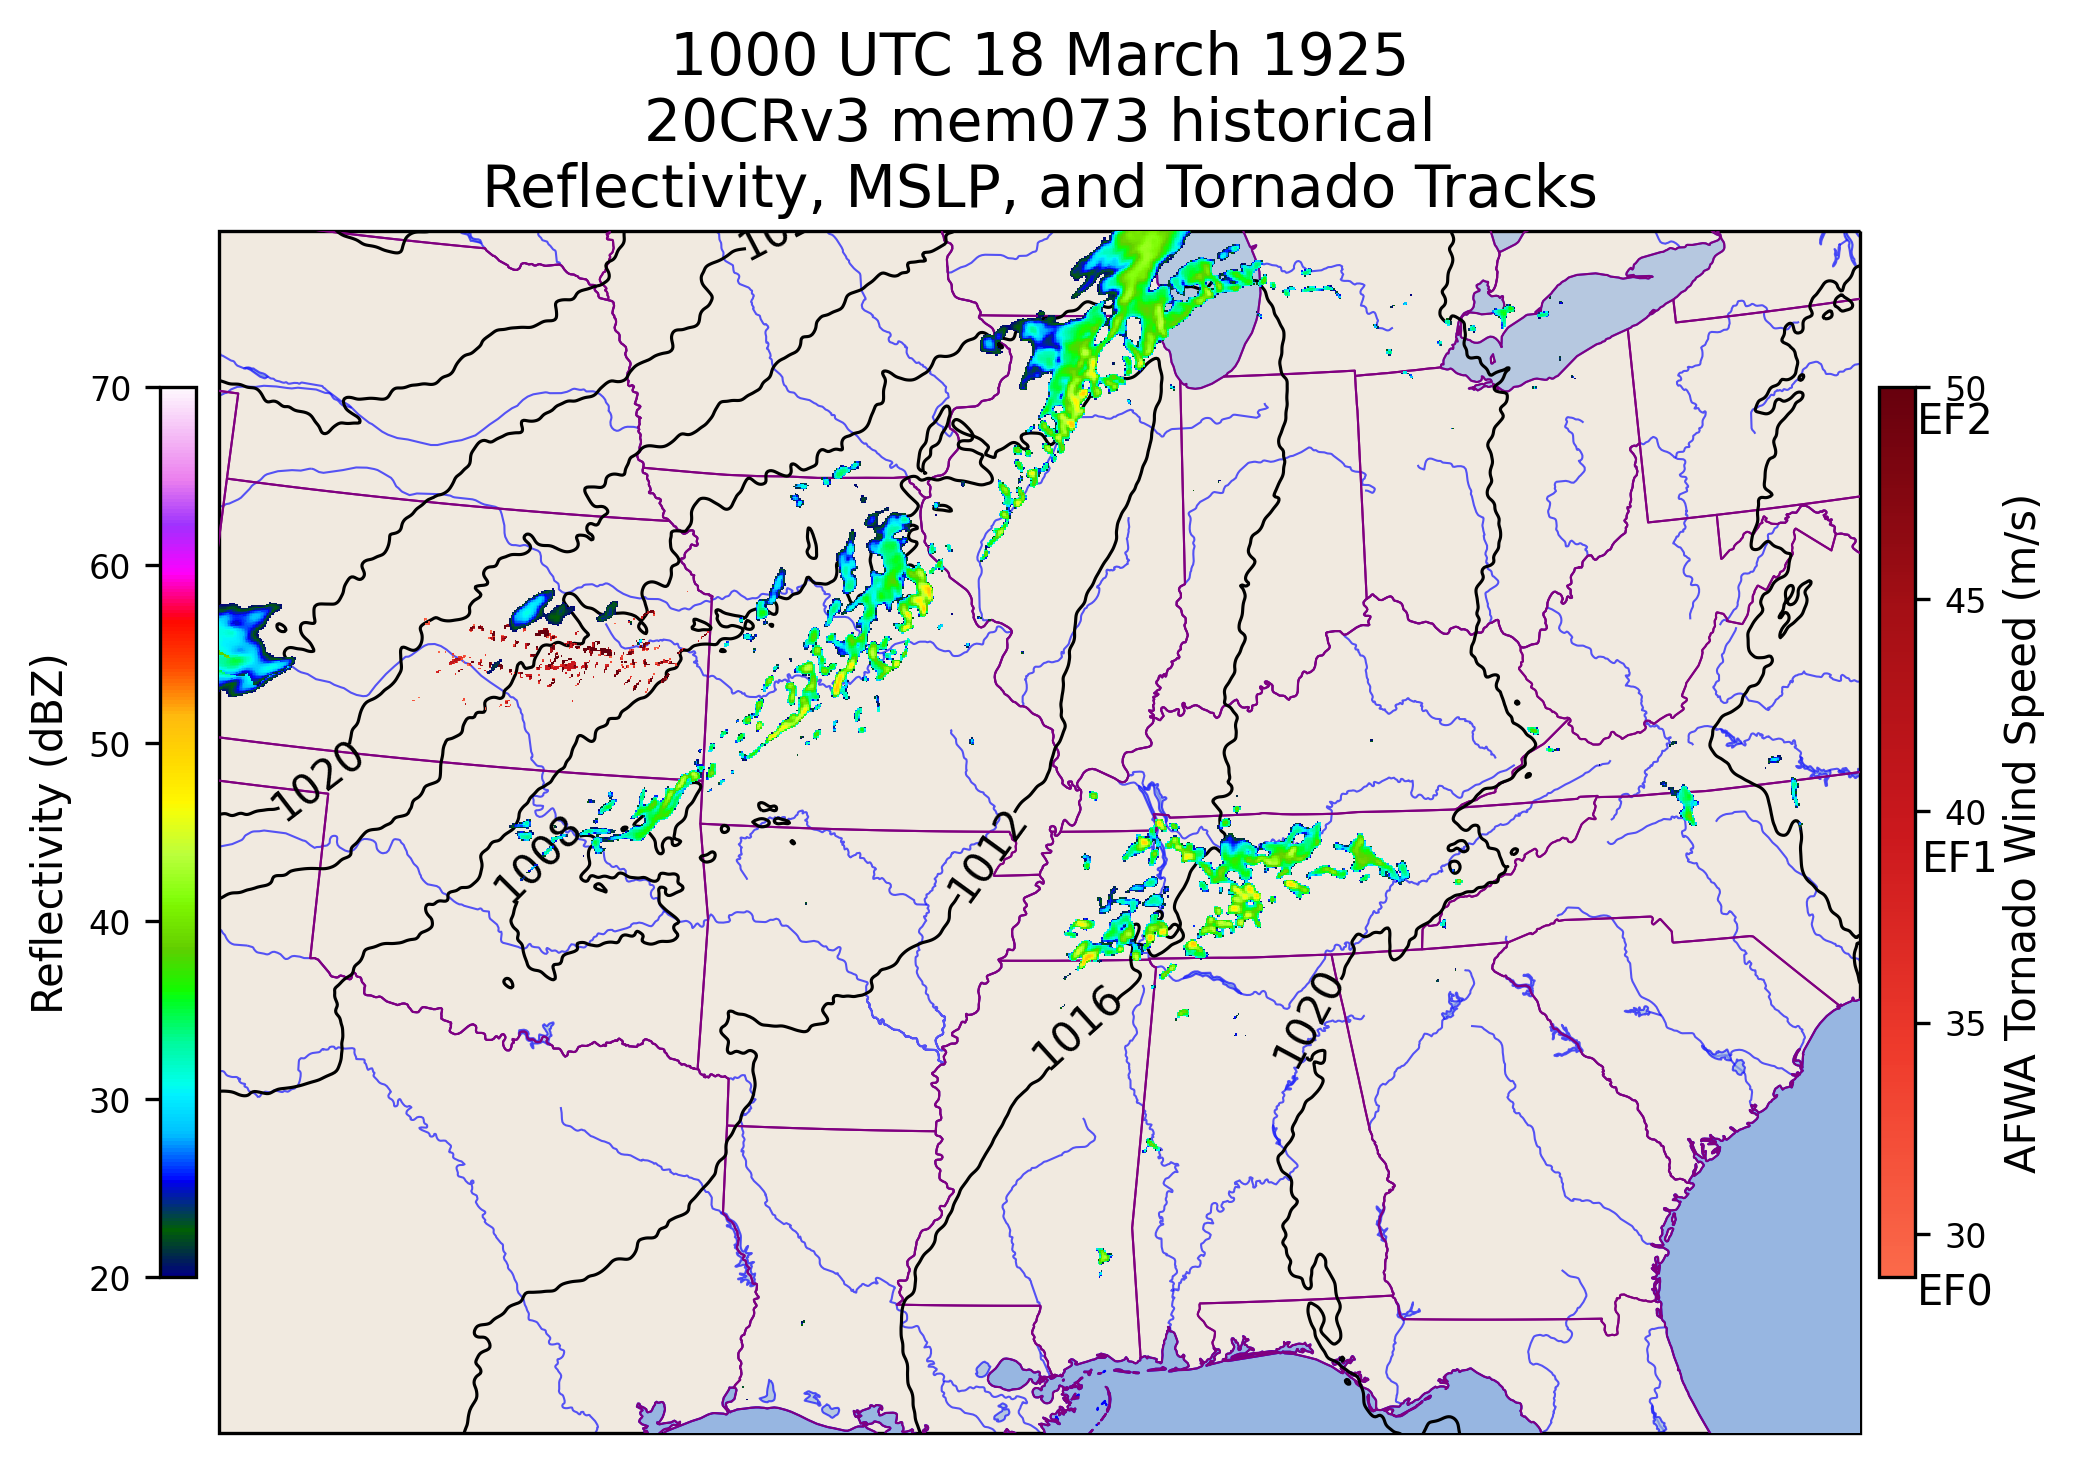 1000 UTC 18 March 1925
20CRv3 mem073 historical
Reflectivity, MSLP, and Tornado Tracks
70
60
50
40
30
20
Reflectivity (dBZ)
1020
1008
1012
1016
1020
50
EF2
45
40
EF1
35
30
EF0
AFWA Tornado Wind Speed (m/s)